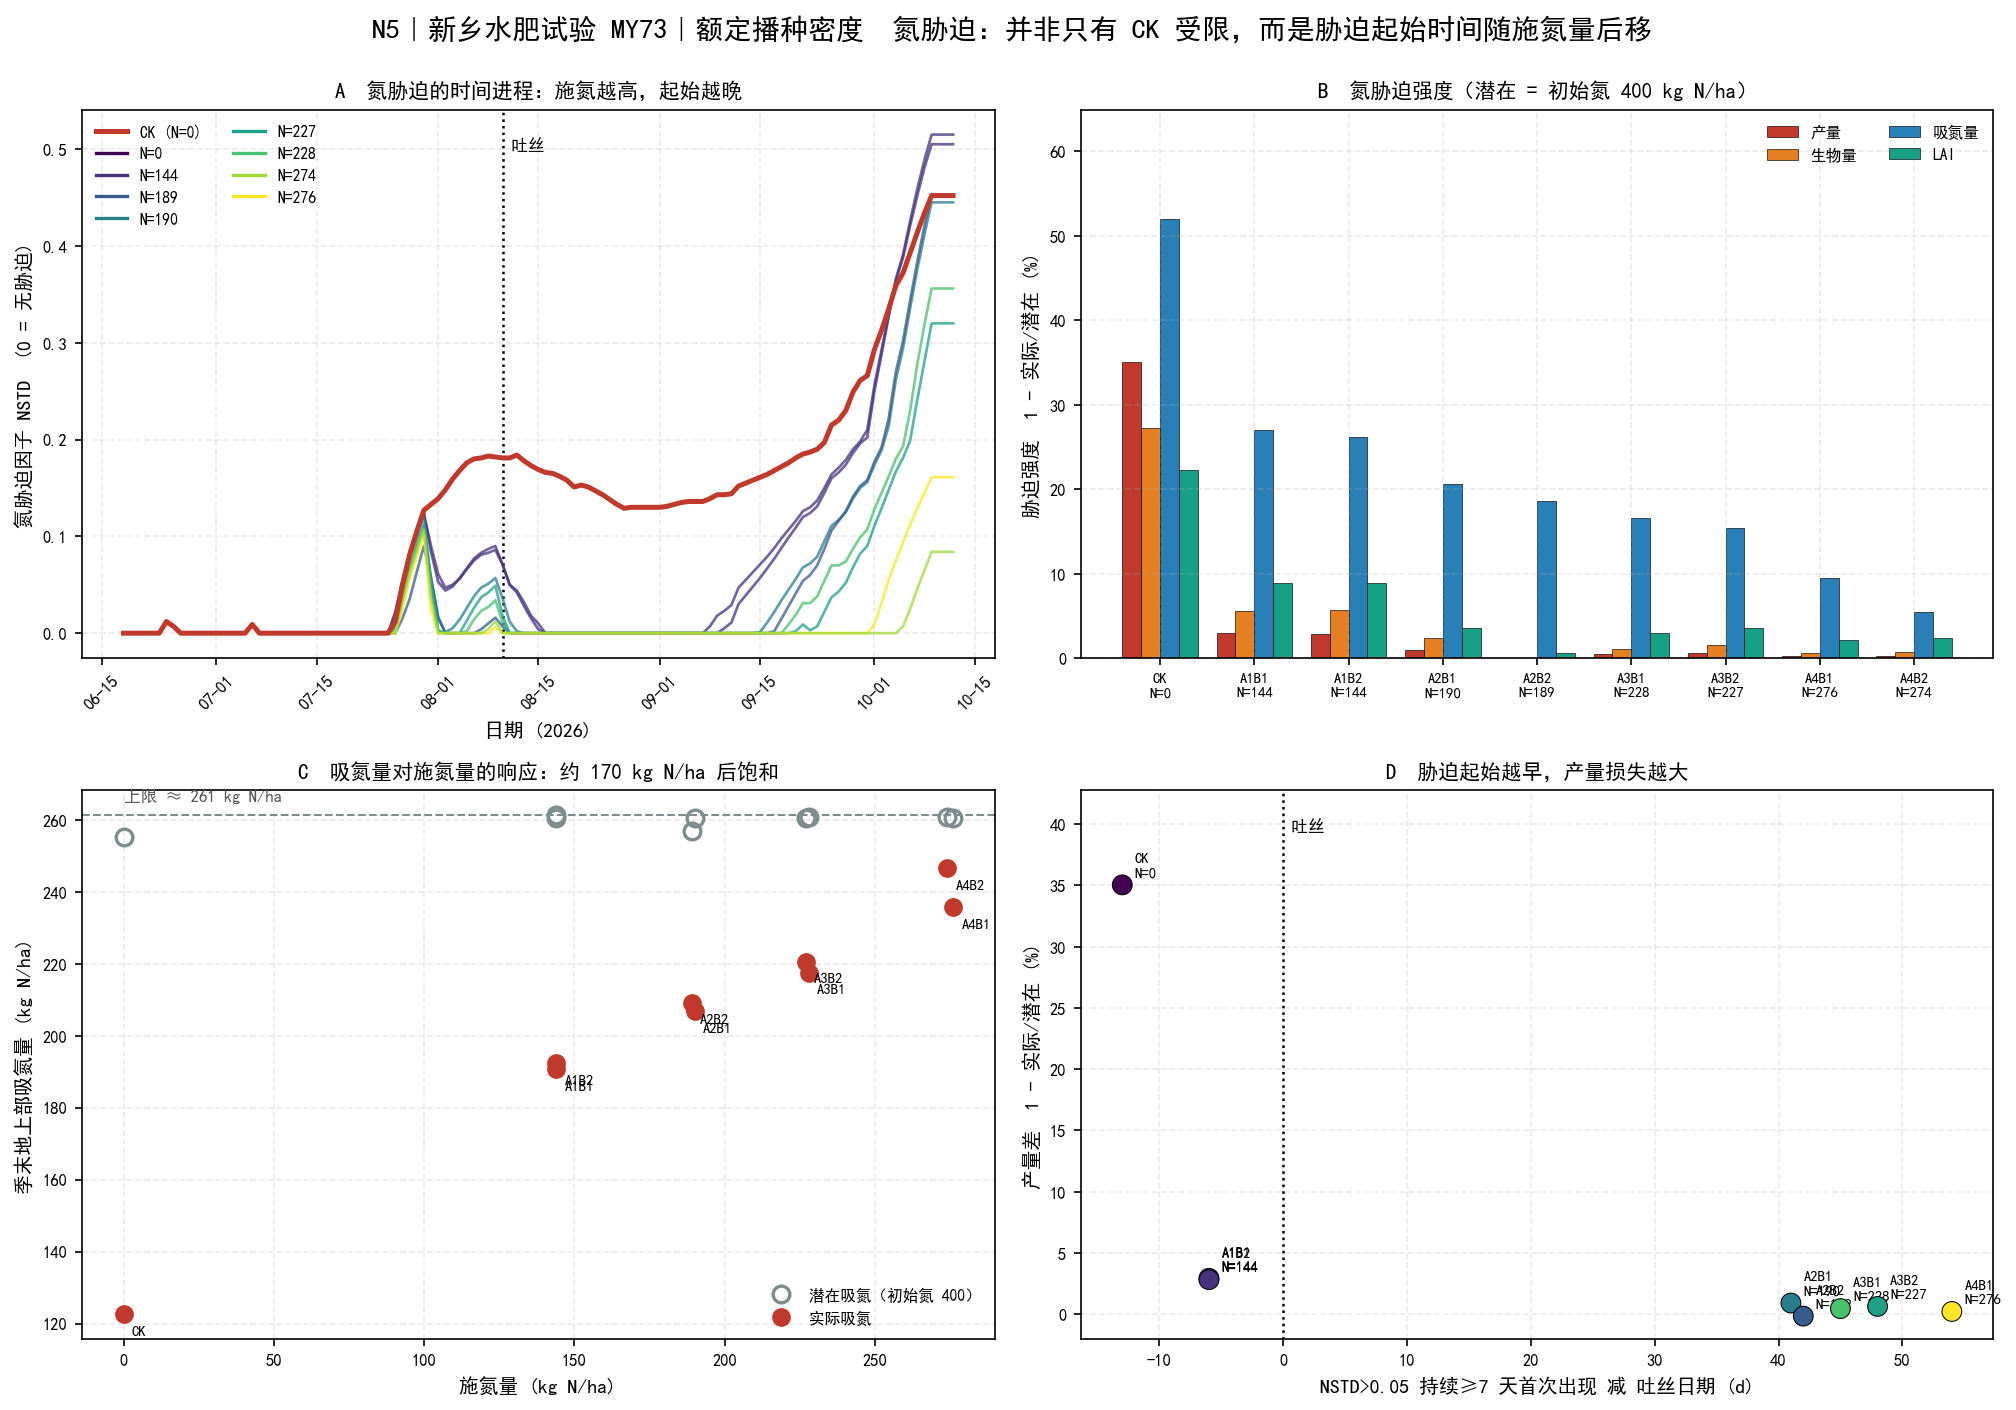 N5｜新乡水肥试验 MY73｜额定播种密度  氮胁迫：并非只有 CK 受限，而是胁迫起始时间随施氮量后移
A  氮胁迫的时间进程：施氮越高，起始越晚
CK (N=0)
N=0
N=144
N=189
N=190
N=227
N=228
N=274
N=276
吐丝
0.5
0.4
0.3
0.2
0.1
0.0
氮胁迫因子 NSTD （0 = 无胁迫）
06-15
07-01
07-15
08-01
08-15
09-01
09-15
10-01
10-15
日期 (2026)
B  氮胁迫强度（潜在 = 初始氮 400 kg N/ha）
产量
生物量
吸氮量
LAI
60
50
40
30
20
10
0
胁迫强度  1 - 实际/潜在 (%)
CK
N=0
A1B1
N=144
A1B2
N=144
A2B1
N=190
A2B2
N=189
A3B1
N=228
A3B2
N=227
A4B1
N=276
A4B2
N=274
C  吸氮量对施氮量的响应：约 170 kg N/ha 后饱和
上限 ≈ 261 kg N/ha
260
240
220
200
180
160
140
120
季末地上部吸氮量 (kg N/ha)
A4B2
A4B1
A3B2
A3B1
A2B2
A2B1
A1B2
A1B1
CK
潜在吸氮（初始氮 400）
实际吸氮
0
50
100
150
200
250
施氮量 (kg N/ha)
D  胁迫起始越早，产量损失越大
吐丝
40
35
30
25
20
15
10
5
0
产量差  1 - 实际/潜在 (%)
CK
N=0
A1B2
N=144
A2B1
A2B2
A3B1
A3B2
N=227
A4B1
N=276
-10
0
10
20
30
40
50
NSTD>0.05 持续≥7 天首次出现 减 吐丝日期 (d)